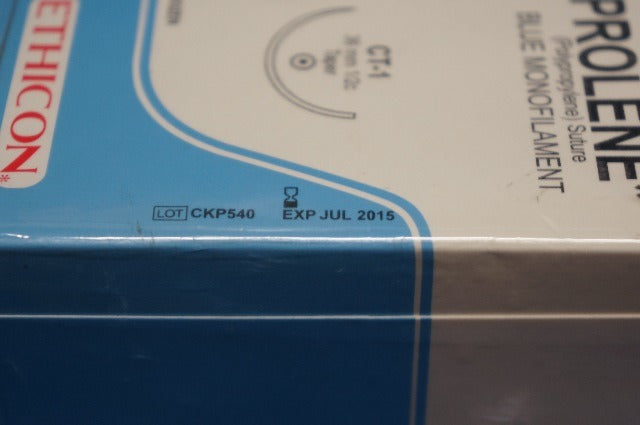 ETHICON*
CT-1
36 mm 1/2c
Taper
PROLENE
(Polypropylene) Suture
BLUE MONOFILAMENT
LOT CKP540
EXP JUL 2015